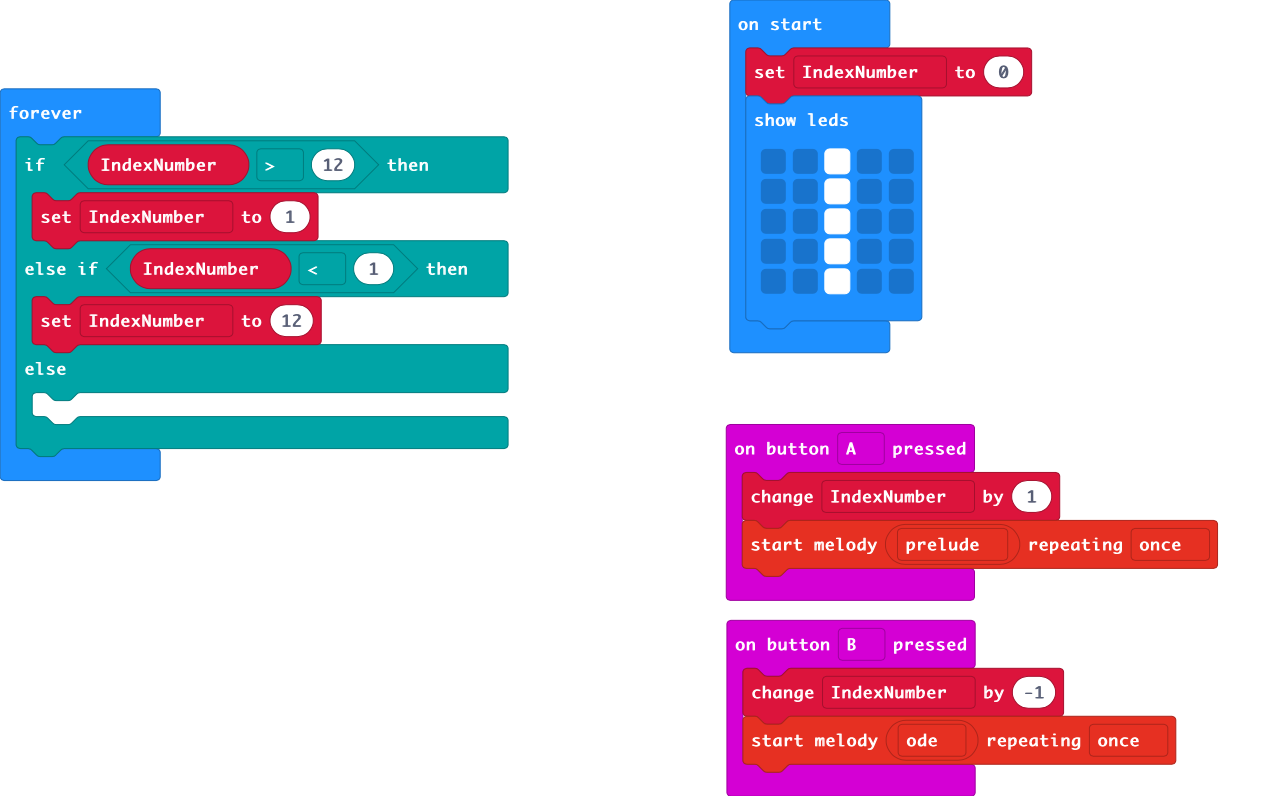 forever
if IndexNumber > 12 then
set IndexNumber to 1
else if IndexNumber < 1 then
set IndexNumber to 12
else
on start
set IndexNumber to 0
show leds
on button A pressed
change IndexNumber by 1
start melody prelude repeating once
on button B pressed
change IndexNumber by -1
start melody ode repeating once